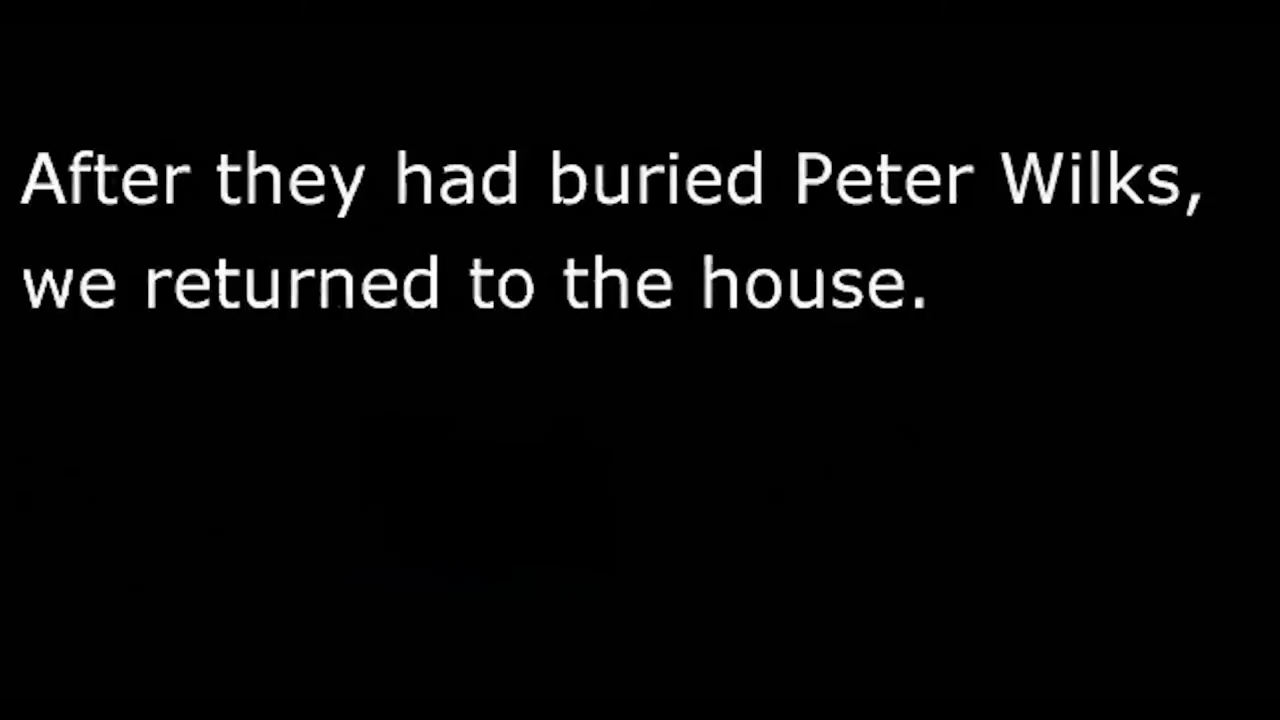 After they had buried Peter Wilks,
we returned to the house.